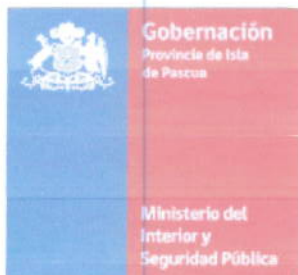 Gobernación
Provincia de Isla
de Pascua
Ministerio del
Interior y
Seguridad Pública